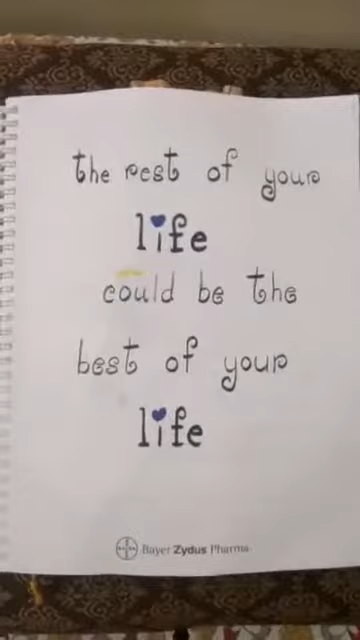 the rest of your
life
could be the
best of your
life
Bayer Zydus Pharma